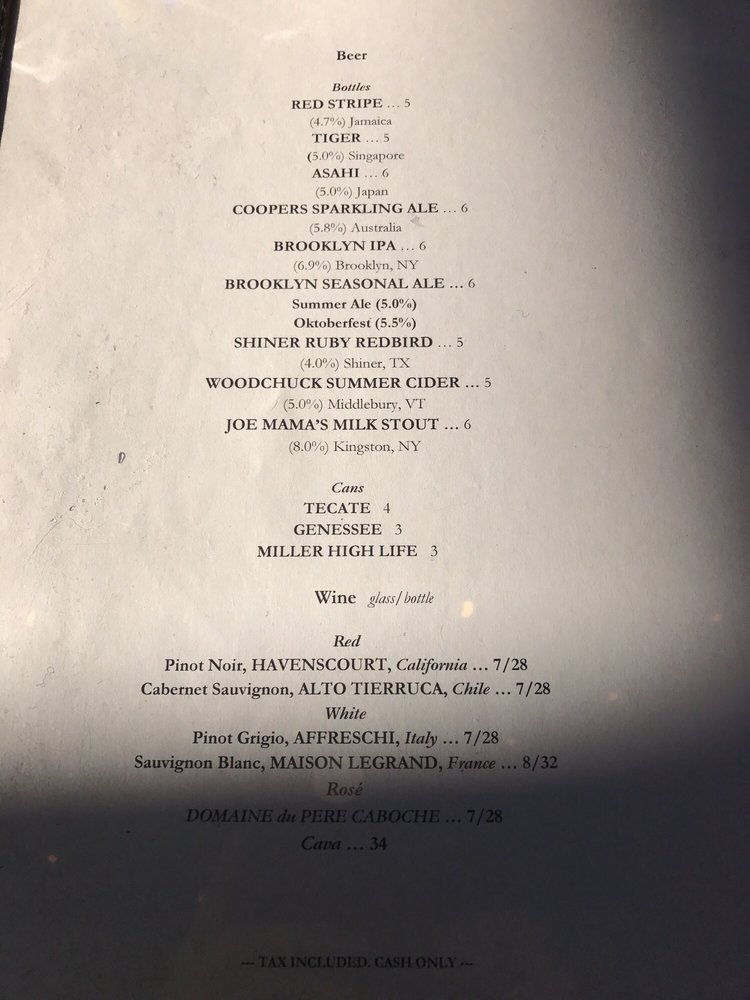 Beer
Bottles
RED STRIPE ... 5
(4.7%) Jamaica
TIGER ... 5
(5.0%) Singapore
ASAHI ... 6
(5.0%) Japan
COOPERS SPARKLING ALE ... 6
(5.8%) Australia
BROOKLYN IPA ... 6
(6.9%) Brooklyn, NY
BROOKLYN SEASONAL ALE ... 6
Summer Ale (5.0%)
Oktoberfest (5.5%)
SHINER RUBY REDBIRD ... 5
(4.0%) Shiner, TX
WOODCHUCK SUMMER CIDER ... 5
(5.0%) Middlebury, VT
JOE MAMA'S MILK STOUT ... 6
(8.0%) Kingston, NY
Cans
TECATE 4
GENESSEE 3
MILLER HIGH LIFE 3
Wine glass/bottle
Red
Pinot Noir, HAVENSCOURT, California ... 7/28
Cabernet Sauvignon, ALTO TIERRUCA, Chile ... 7/28
White
Pinot Grigio, AFFRESCHI, Italy ... 7/28
Sauvignon Blanc, MAISON LEGRAND, France ... 8/32
Rosé
DOMAINE du PERE CABOCHE ... 7/28
Cava ... 34
--- TAX INCLUDED. CASH ONLY ---